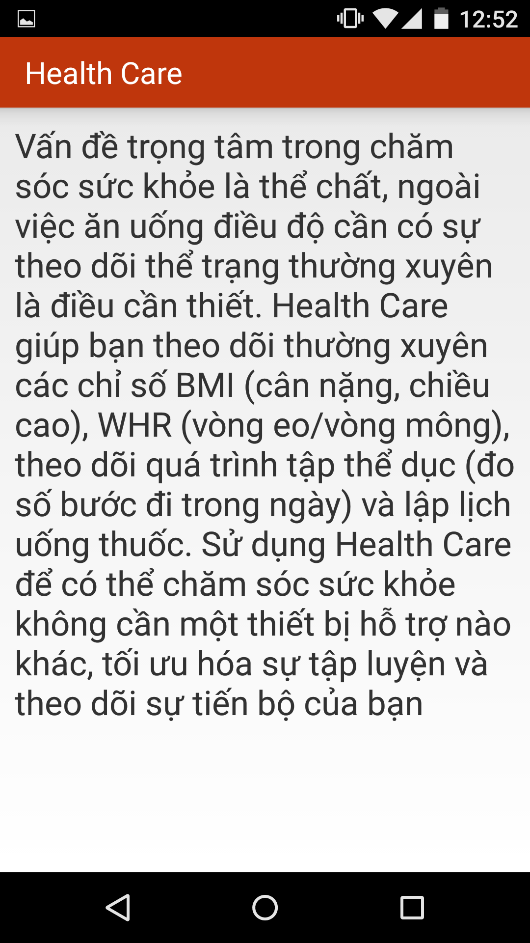 12:52
Health Care
Vấn đề trọng tâm trong chăm
sóc sức khỏe là thể chất, ngoài
việc ăn uống điều độ cần có sự
theo dõi thể trạng thường xuyên
là điều cần thiết. Health Care
giúp bạn theo dõi thường xuyên
các chỉ số BMI (cân nặng, chiều
cao), WHR (vòng eo/vòng mông),
theo dõi quá trình tập thể dục (đo
số bước đi trong ngày) và lập lịch
uống thuốc. Sử dụng Health Care
để có thể chăm sóc sức khỏe
không cần một thiết bị hỗ trợ nào
khác, tối ưu hóa sự tập luyện và
theo dõi sự tiến bộ của bạn